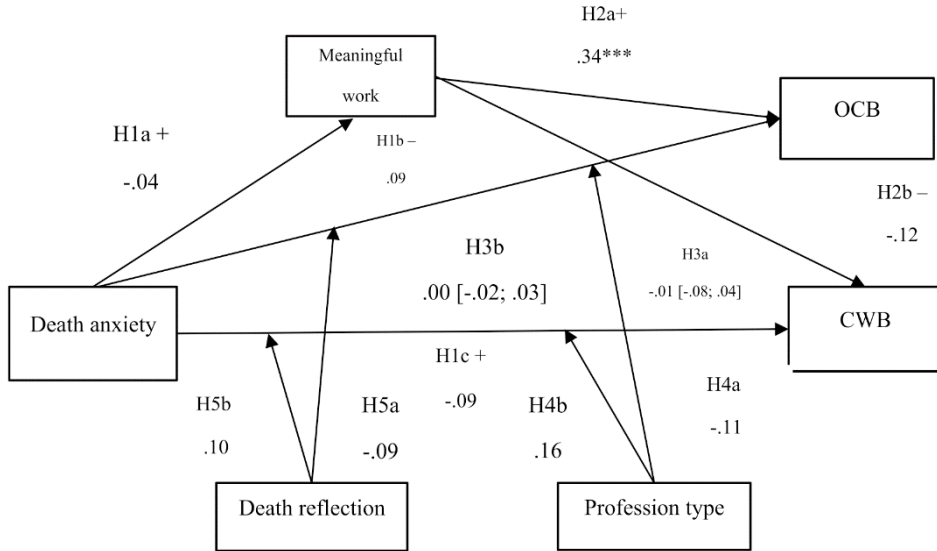 H2a+
.34***
Meaningful
work
OCB
H1a +
-.04
H1b –
.09
H2b –
-.12
H3b
.00 [-.02; .03]
H3a
-.01 [-.08; .04]
Death anxiety
CWB
H1c +
-.09
H5b
.10
H5a
-.09
H4b
.16
H4a
-.11
Death reflection
Profession type